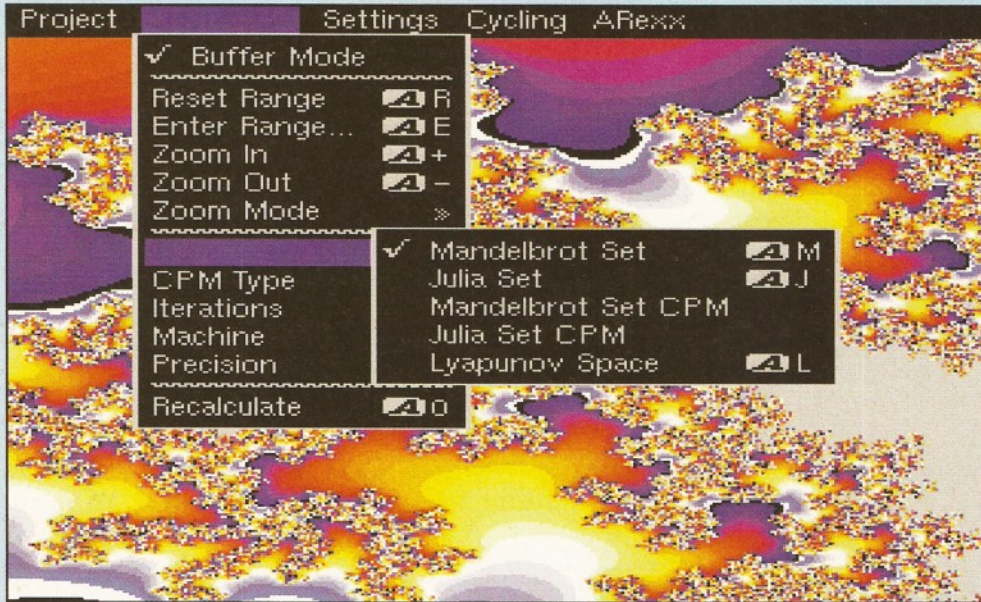 Project Settings Cycling ARexx
✓ Buffer Mode
Reset Range A R
Enter Range... A E
Zoom In A +
Zoom Out A –
Zoom Mode »
✓ Mandelbrot Set A M
Julia Set A J
Mandelbrot Set CPM
Julia Set CPM
Lyapunov Space A L
CPM Type
Iterations
Machine
Precision
Recalculate A O